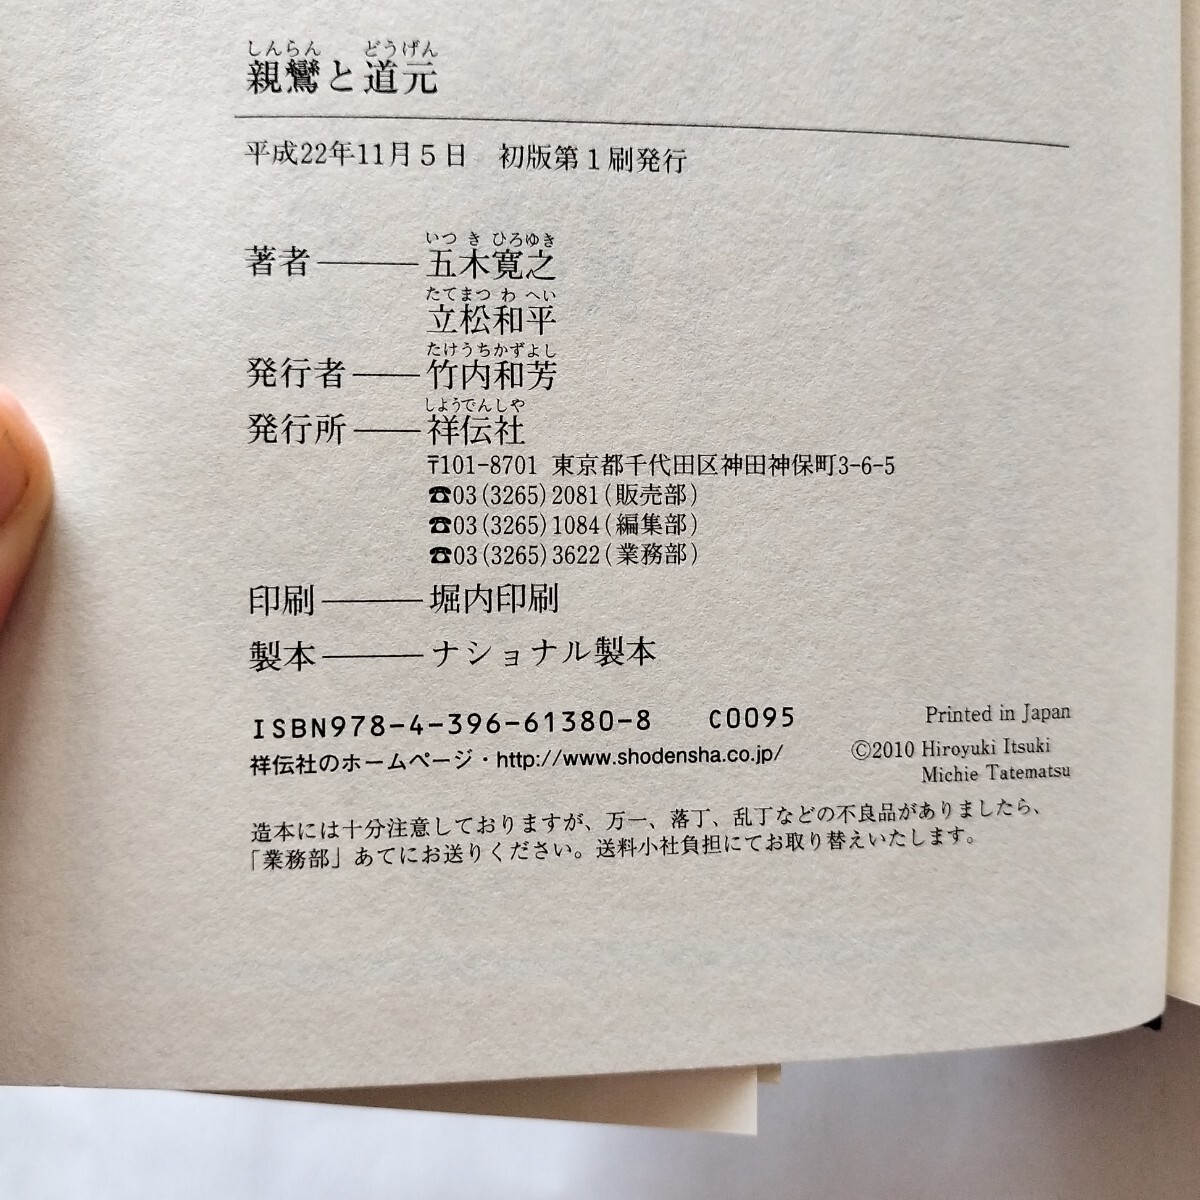 しんらん どうげん
親鸞と道元
平成22年11月5日 初版第1刷発行
いつ き ひろゆき
著者――五木寛之
たてまつ わ へい
立松和平
たけうちかずよし
発行者――竹内和芳
しようでんしや
発行所――祥伝社
〒101-8701 東京都千代田区神田神保町3-6-5
☎03(3265)2081(販売部)
☎03(3265)1084(編集部)
☎03(3265)3622(業務部)
印刷――堀内印刷
製本――ナショナル製本
ISBN978-4-396-61380-8 C0095
Printed in Japan
祥伝社のホームページ・http://www.shodensha.co.jp/
©2010 Hiroyuki Itsuki
Michie Tatematsu
造本には十分注意しておりますが、万一、落丁、乱丁などの不良品がありましたら、
「業務部」あてにお送りください。送料小社負担にてお取り替えいたします。